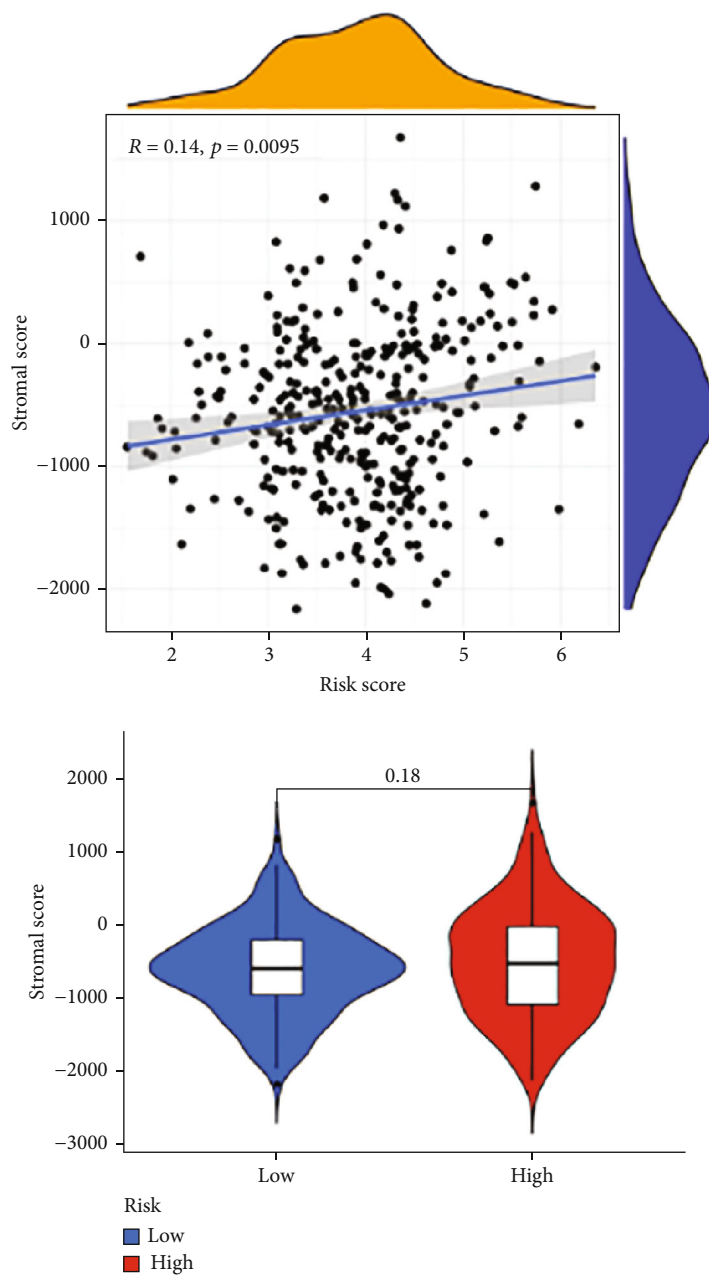 R = 0.14, p = 0.0095
1000
0
−1000
−2000
Stromal score
2 3 4 5 6
Risk score
0.18
2000
1000
0
−1000
−2000
−3000
Stromal score
Low High
Risk
Low
High